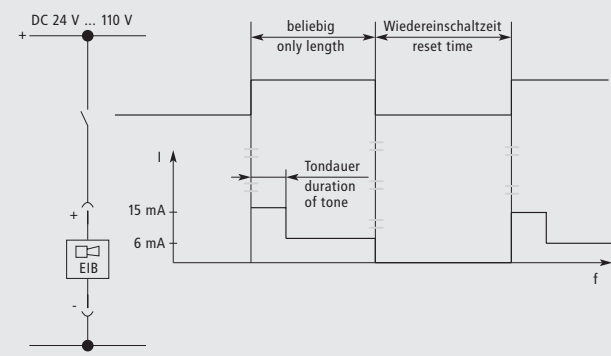 DC 24 V ... 110 V
+
beliebig
only length
Wiedereinschaltzeit
reset time
I
Tondauer
duration
of tone
15 mA
6 mA
f
+
EIB
-